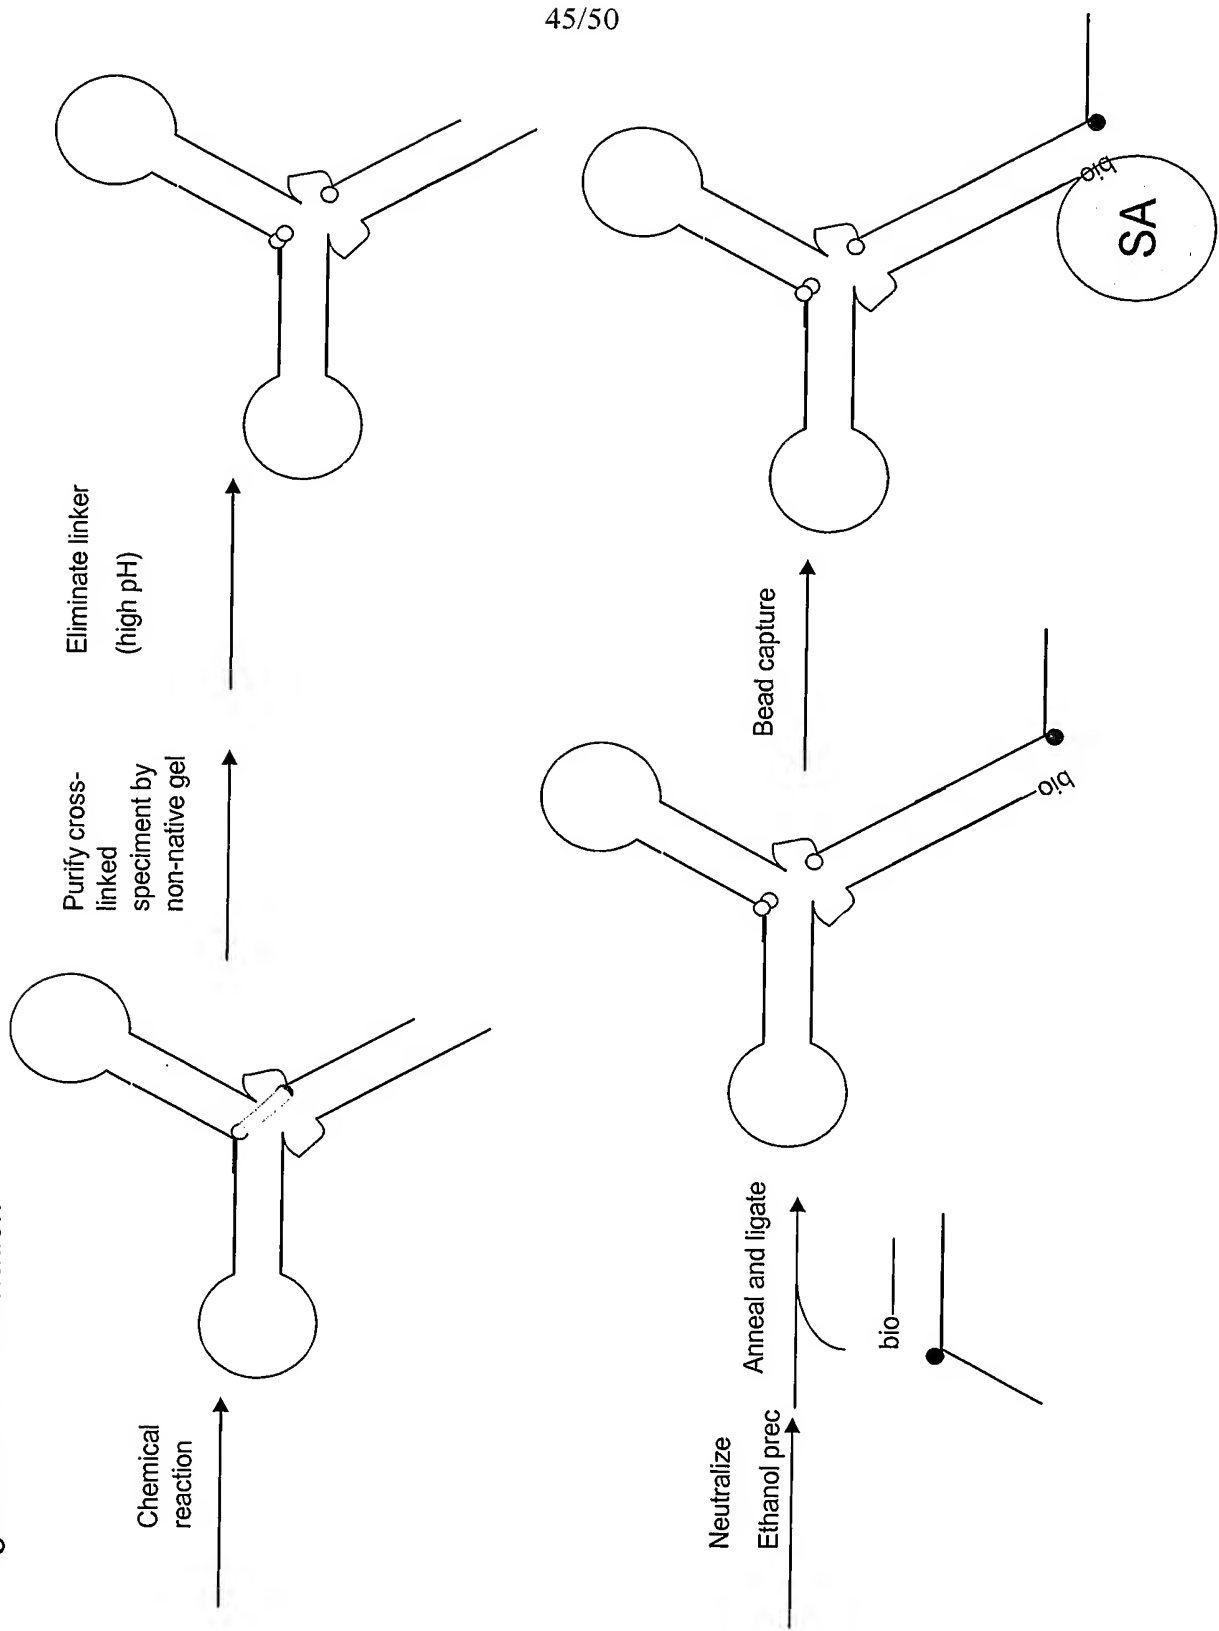 45/50
Chemical
reaction
Purify cross-
linked
speciment by
non-native gel
Eliminate linker
(high pH)
Neutralize
Ethanol prec
Anneal and ligate
bio
bio
Bead capture
bio
SA